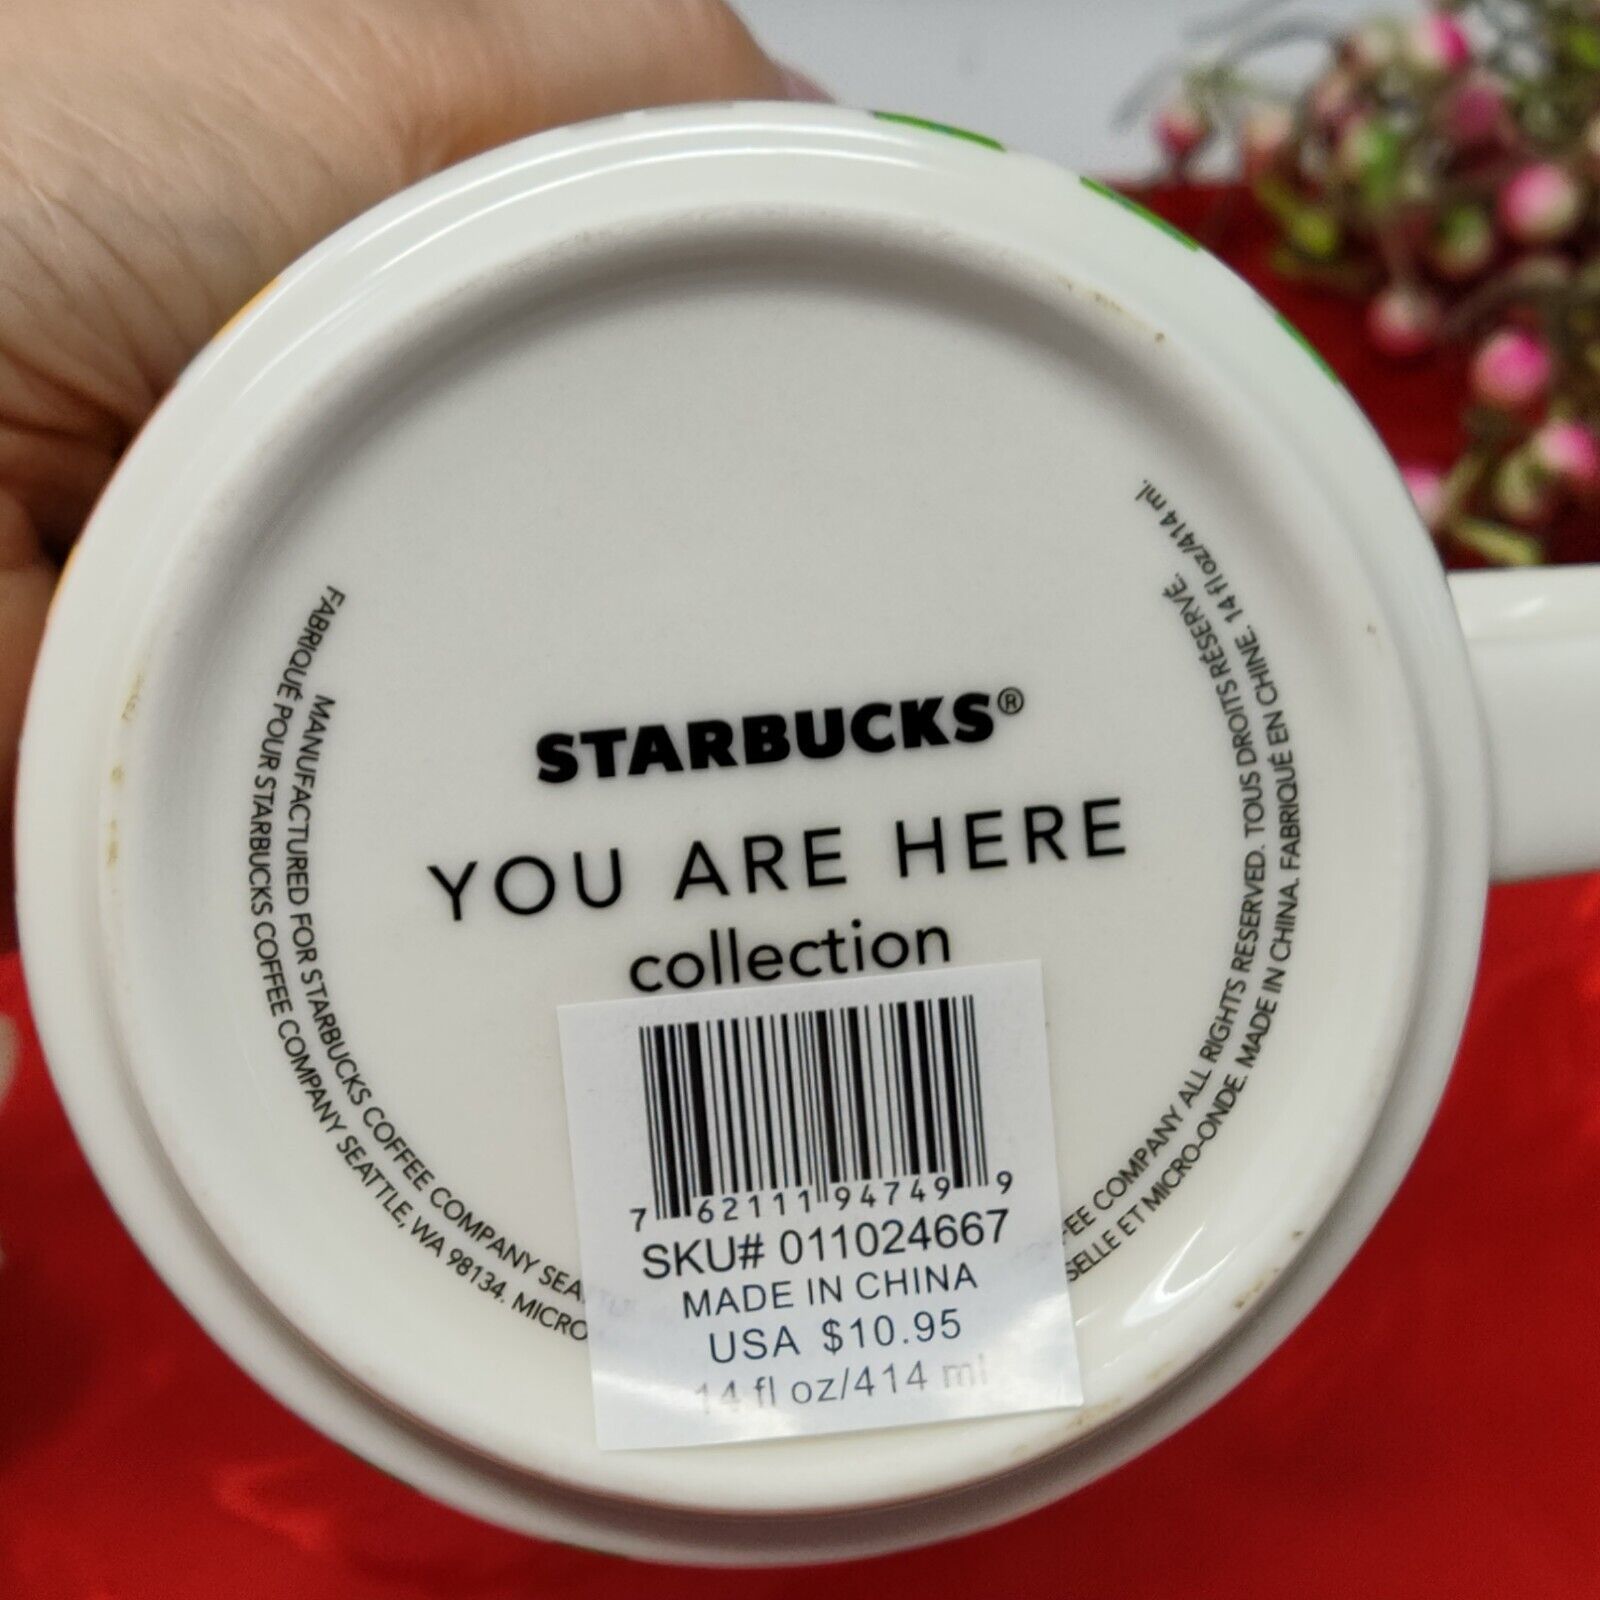 STARBUCKS®
YOU ARE HERE
collection
7 62111 94749 9
SKU# 011024667
MADE IN CHINA
USA $10.95
14 fl oz/414 ml
MANUFACTURED FOR STARBUCKS COFFEE COMPANY SEA
COMPANY ALL RIGHTS RESERVED. TOUS DROITS RÉSERVÉ.
FABRIQUÉ POUR STARBUCKS COFFEE COMPANY SEATTLE, WA 98134. MICRO
ET MICRO-ONDE. MADE IN CHINA. FABRIQUÉ EN CHINE. 14 fl oz/414 ml.